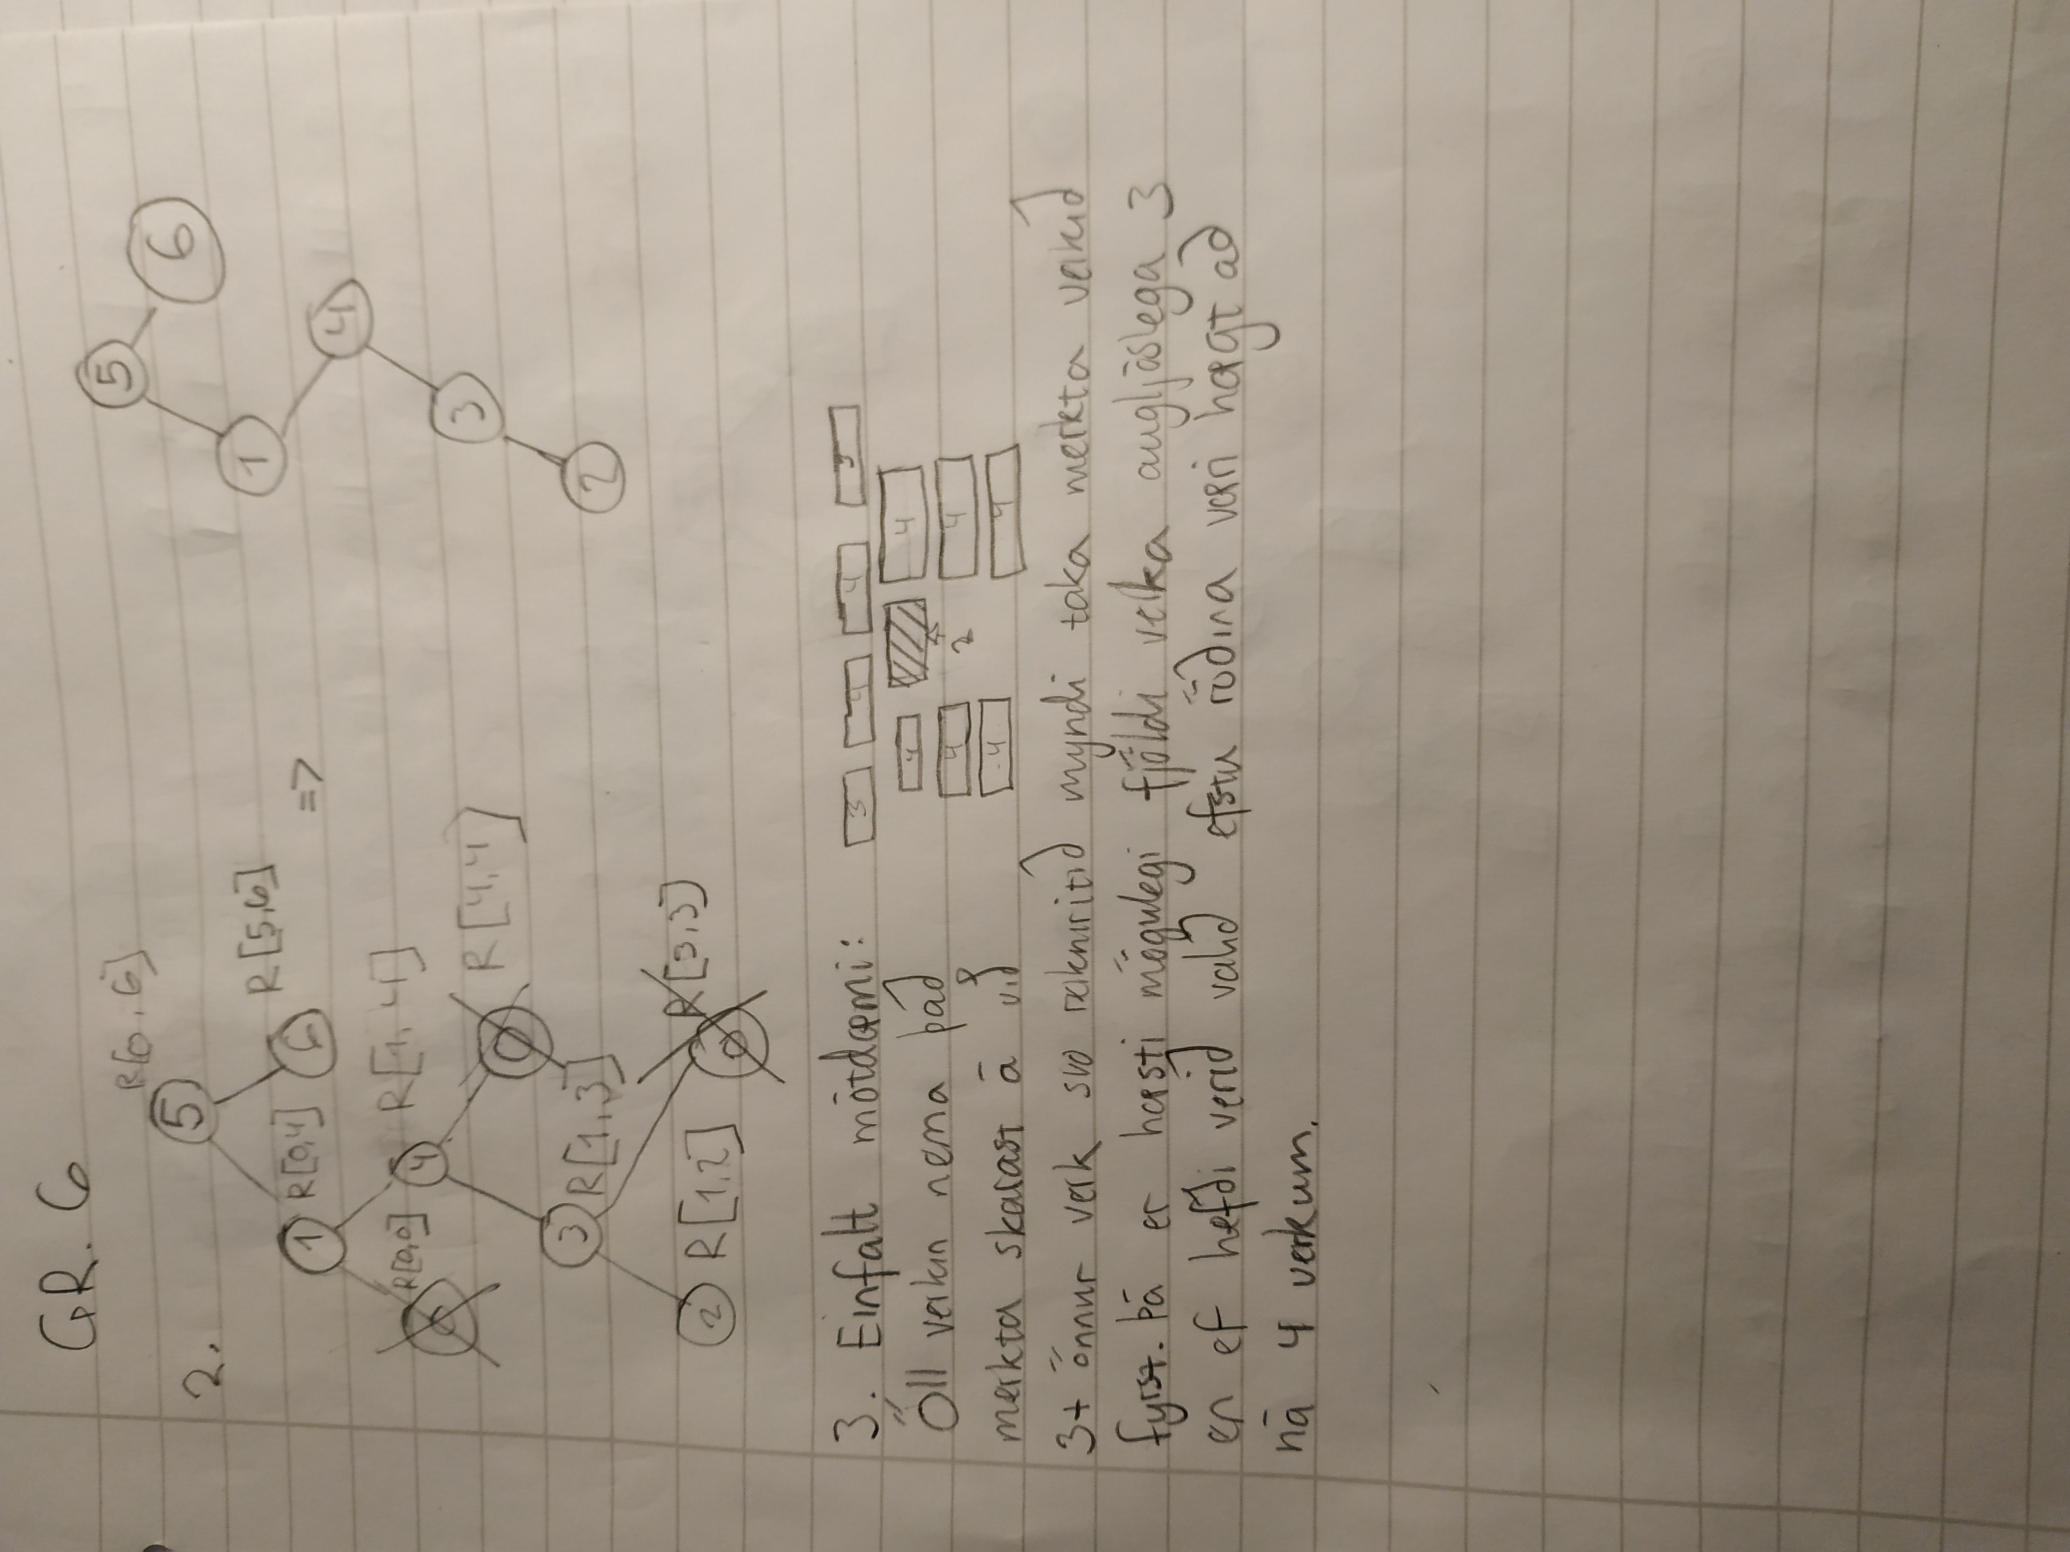 GR. 6
2.
5 R[0,6]
1 R[0,4] 6 R[5,6] =>
R[0,0] 4 R[1,4]
0 R[4,4]
3 R[1,3]
2 R[1,2] 0 R[3,3]
5
6
1
4
3
2
3. Einfalt mótdæmi: 3 4 4 3
Öll verkin nema það 4 4
merkta skarast á við 4 2 4
4 4
3+ önnur verk svo reikniritið myndi taka merkta verkið
fyrst. Þá er hæsti mögulegi fjöldi verka augljóslega 3
en ef hefði verið valið efstu röðina væri hægt að
ná 4 verkum.